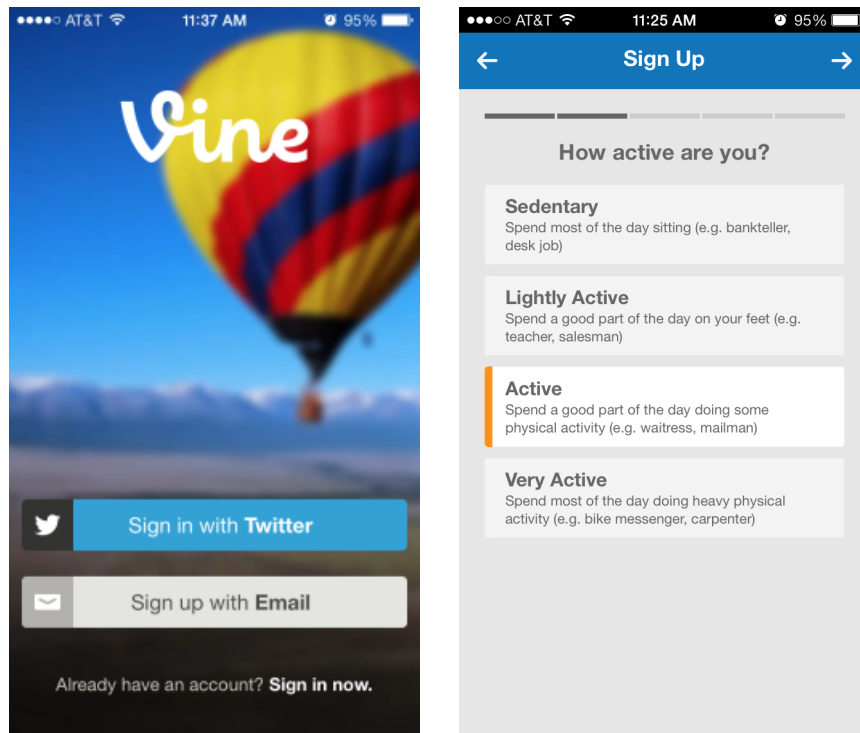 AT&T 11:37 AM 95%
Vine
Sign in with Twitter
Sign up with Email
Already have an account? Sign in now.
AT&T 11:25 AM 95%
Sign Up
How active are you?
Sedentary
Spend most of the day sitting (e.g. bankteller,
desk job)
Lightly Active
Spend a good part of the day on your feet (e.g.
teacher, salesman)
Active
Spend a good part of the day doing some
physical activity (e.g. waitress, mailman)
Very Active
Spend most of the day doing heavy physical
activity (e.g. bike messenger, carpenter)